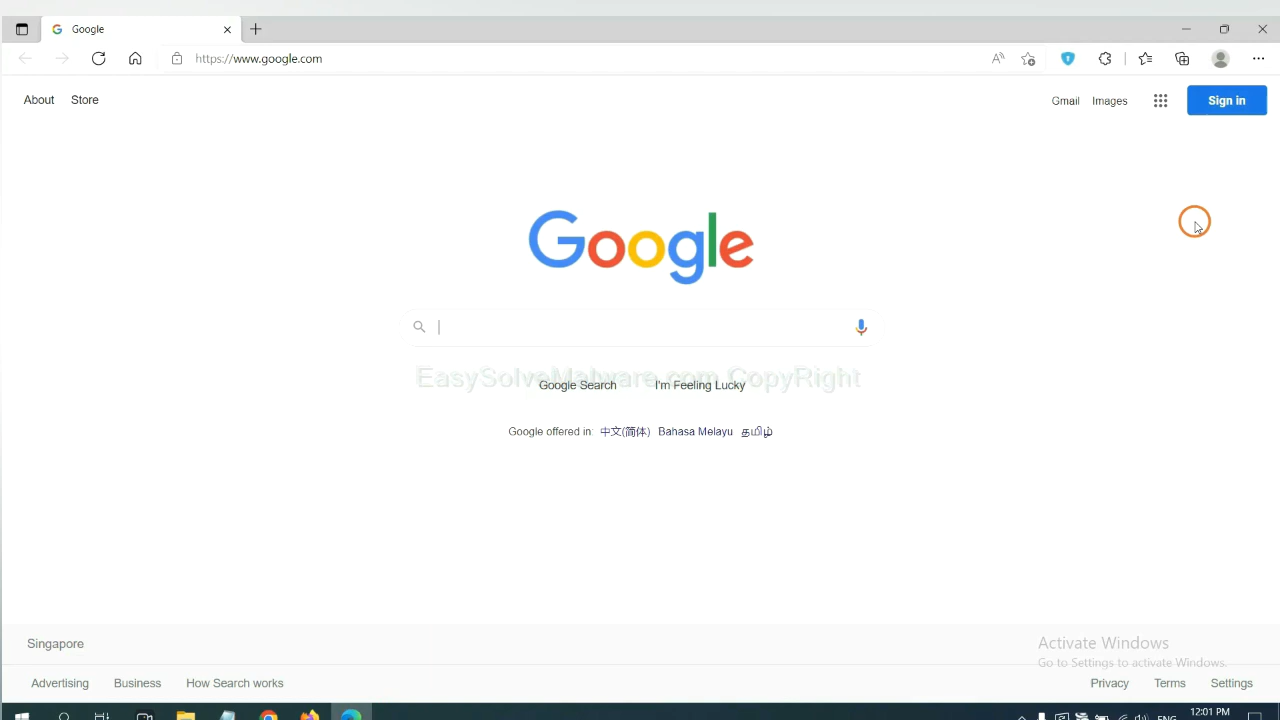 Google
https://www.google.com
About Store
Gmail Images Sign in
Google
EasySolveMalware.com CopyRight
Google Search I'm Feeling Lucky
Google offered in: 中文(简体) Bahasa Melayu தமிழ்
Singapore
Activate Windows
Go to Settings to activate Windows.
Advertising Business How Search works
Privacy Terms Settings
12:01 PM
ENG